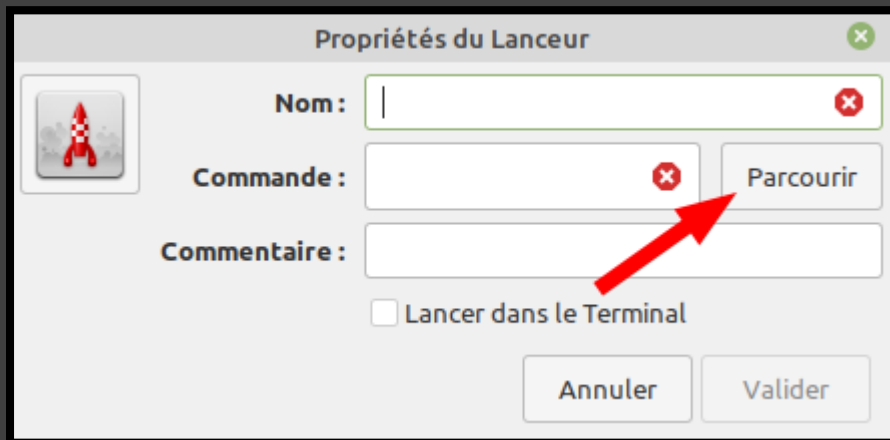 Propriétés du Lanceur
Nom :
Commande :
Parcourir
Commentaire :
Lancer dans le Terminal
Annuler
Valider